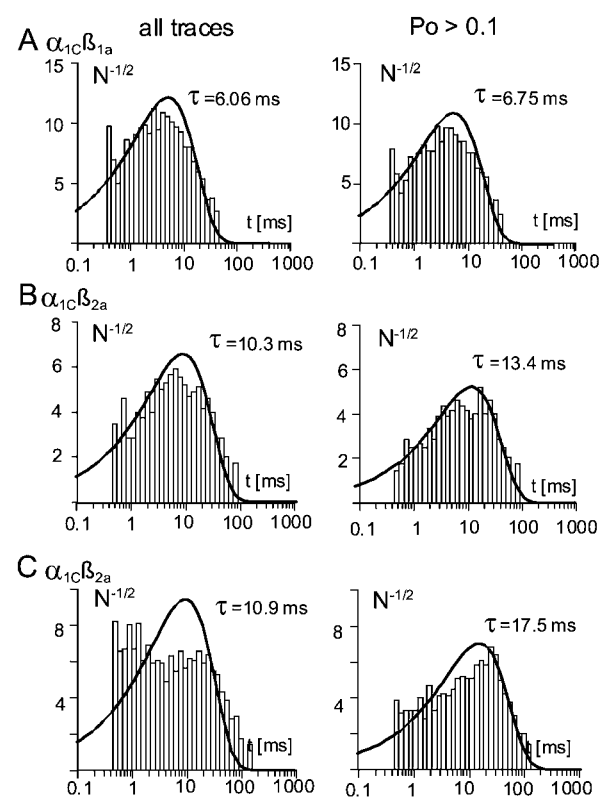 all traces Po > 0.1
A α1Cß1a
15 N-1/2 τ =6.06 ms 15 N-1/2 τ =6.75 ms
10 10
5 t [ms] 5 t [ms]
0.1 1 10 100 1000 0.1 1 10 100 1000
B α1Cß2a
8 N-1/2 τ =10.3 ms 8 N-1/2 τ =13.4 ms
6 6
4 4
2 t [ms] 2 t [ms]
0.1 1 10 100 1000 0.1 1 10 100 1000
C α1Cß2a
N-1/2 τ =10.9 ms N-1/2 τ =17.5 ms
8 8
4 4
t [ms] t [ms]
0.1 1 10 100 1000 0.1 1 10 100 1000